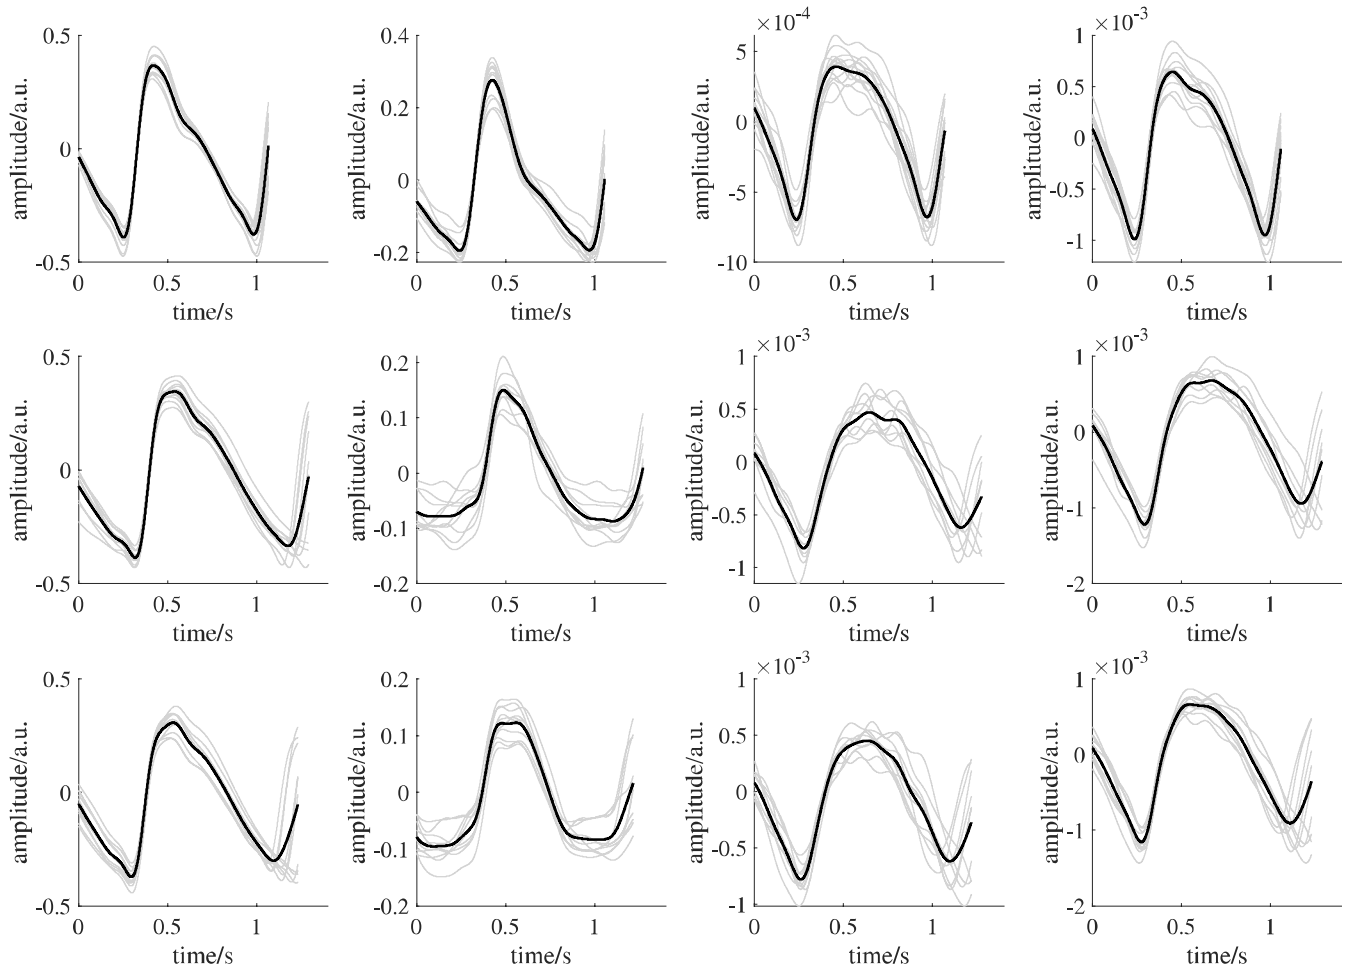 ×10-4 ×10-3
0.5 0.4 5 1
amplitude/a.u. amplitude/a.u. amplitude/a.u. amplitude/a.u.
0.5
0.2 0
0 0
0 -5 -0.5
-1
-0.5 -0.2 -10
0 0.5 1 0 0.5 1 0 0.5 1 0 0.5 1
time/s time/s time/s time/s
×10-3 ×10-3
0.5 0.2 1 1
amplitude/a.u. amplitude/a.u. amplitude/a.u. amplitude/a.u.
0.1 0.5
0 0 0 0
-0.1 -0.5 -1
-0.5 -0.2 -1 -2
0 0.5 1 0 0.5 1 0 0.5 1 0 0.5 1
time/s time/s time/s time/s
×10-3 ×10-3
0.5 0.2 1 1
amplitude/a.u. amplitude/a.u. amplitude/a.u. amplitude/a.u.
0.1 0.5
0 0 0 0
-0.1 -0.5 -1
-0.5 -0.2 -1 -2
0 0.5 1 0 0.5 1 0 0.5 1 0 0.5 1
time/s time/s time/s time/s